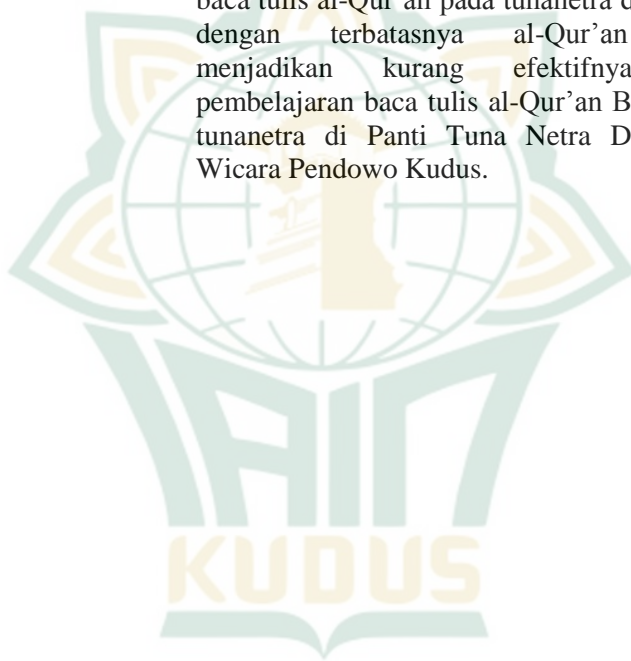 baca tulis al-Qur'an pada tunanetra d
dengan terbatasnya al-Qur'an
menjadikan kurang efektifnya
pembelajaran baca tulis al-Qur'an B
tunanetra di Panti Tuna Netra D
Wicara Pendowo Kudus.
IAIN
KUDUS